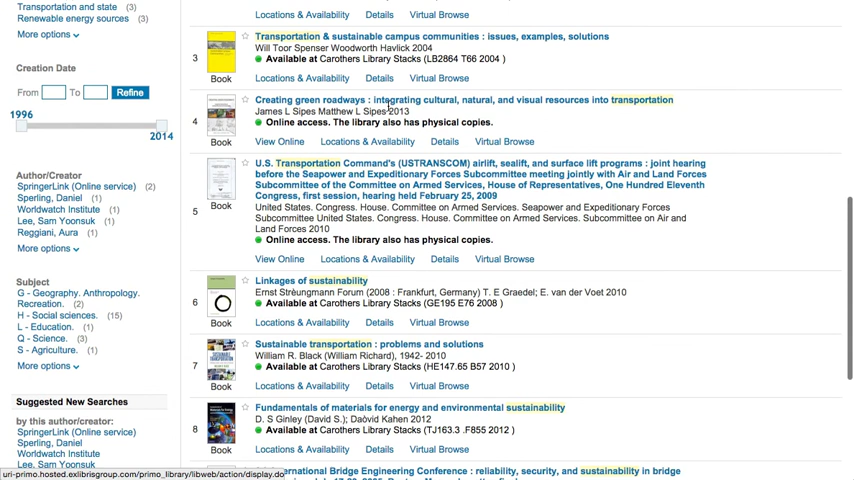 Transportation and state (3)
Renewable energy sources (3)
More options
Creation Date
From To Refine
1996
2014
Author/Creator
SpringerLink (Online service) (2)
Sperling, Daniel (1)
Worldwatch Institute (1)
Lee, Sam Yoonsuk (1)
Reggiani, Aura (1)
More options
Subject
G - Geography. Anthropology.
Recreation. (2)
H - Social sciences. (15)
L - Education. (1)
Q - Science. (3)
S - Agriculture. (1)
More options
Suggested New Searches
by this author/creator:
SpringerLink (Online service)
Sperling, Daniel
Worldwatch Institute
Lee, Sam Yoonsuk
uri-primo.hosted.exlibrisgroup.com/primo_library/libweb/action/display.do
Locations & Availability Details Virtual Browse
3
Book
Transportation & sustainable campus communities : issues, examples, solutions
Will Toor Spenser Woodworth Havlick 2004
Available at Carothers Library Stacks (LB2864 T66 2004 )
Locations & Availability Details Virtual Browse
4
Book
Creating green roadways : integrating cultural, natural, and visual resources into transportation
James L Sipes Matthew L Sipes 2013
Online access. The library also has physical copies.
View Online Locations & Availability Details Virtual Browse
5
Book
U.S. Transportation Command's (USTRANSCOM) airlift, sealift, and surface lift programs : joint hearing
before the Seapower and Expeditionary Forces Subcommittee meeting jointly with Air and Land Forces
Subcommittee of the Committee on Armed Services, House of Representatives, One Hundred Eleventh
Congress, first session, hearing held February 25, 2009
United States. Congress. House. Committee on Armed Services. Seapower and Expeditionary Forces
Subcommittee United States. Congress. House. Committee on Armed Services. Subcommittee on Air and
Land Forces 2010
Online access. The library also has physical copies.
View Online Locations & Availability Details Virtual Browse
6
Book
Linkages of sustainability
Ernst Strèungmann Forum (2008 : Frankfurt, Germany) T. E Graedel; E. van der Voet 2010
Available at Carothers Library Stacks (GE195 E76 2008 )
Locations & Availability Details Virtual Browse
7
Book
Sustainable transportation : problems and solutions
William R. Black (William Richard), 1942- 2010
Available at Carothers Library Stacks (HE147.65 B57 2010 )
Locations & Availability Details Virtual Browse
8
Book
Fundamentals of materials for energy and environmental sustainability
D. S Ginley (David S.); Daòvid Kahen 2012
Available at Carothers Library Stacks (TJ163.3 .F855 2012 )
Locations & Availability Details Virtual Browse
International Bridge Engineering Conference : reliability, security, and sustainability in bridge